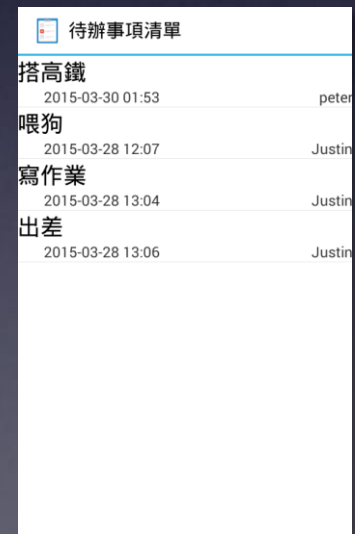 待辦事項清單
搭高鐵
2015-03-30 01:53 peter
喂狗
2015-03-28 12:07 Justin
寫作業
2015-03-28 13:04 Justin
出差
2015-03-28 13:06 Justin